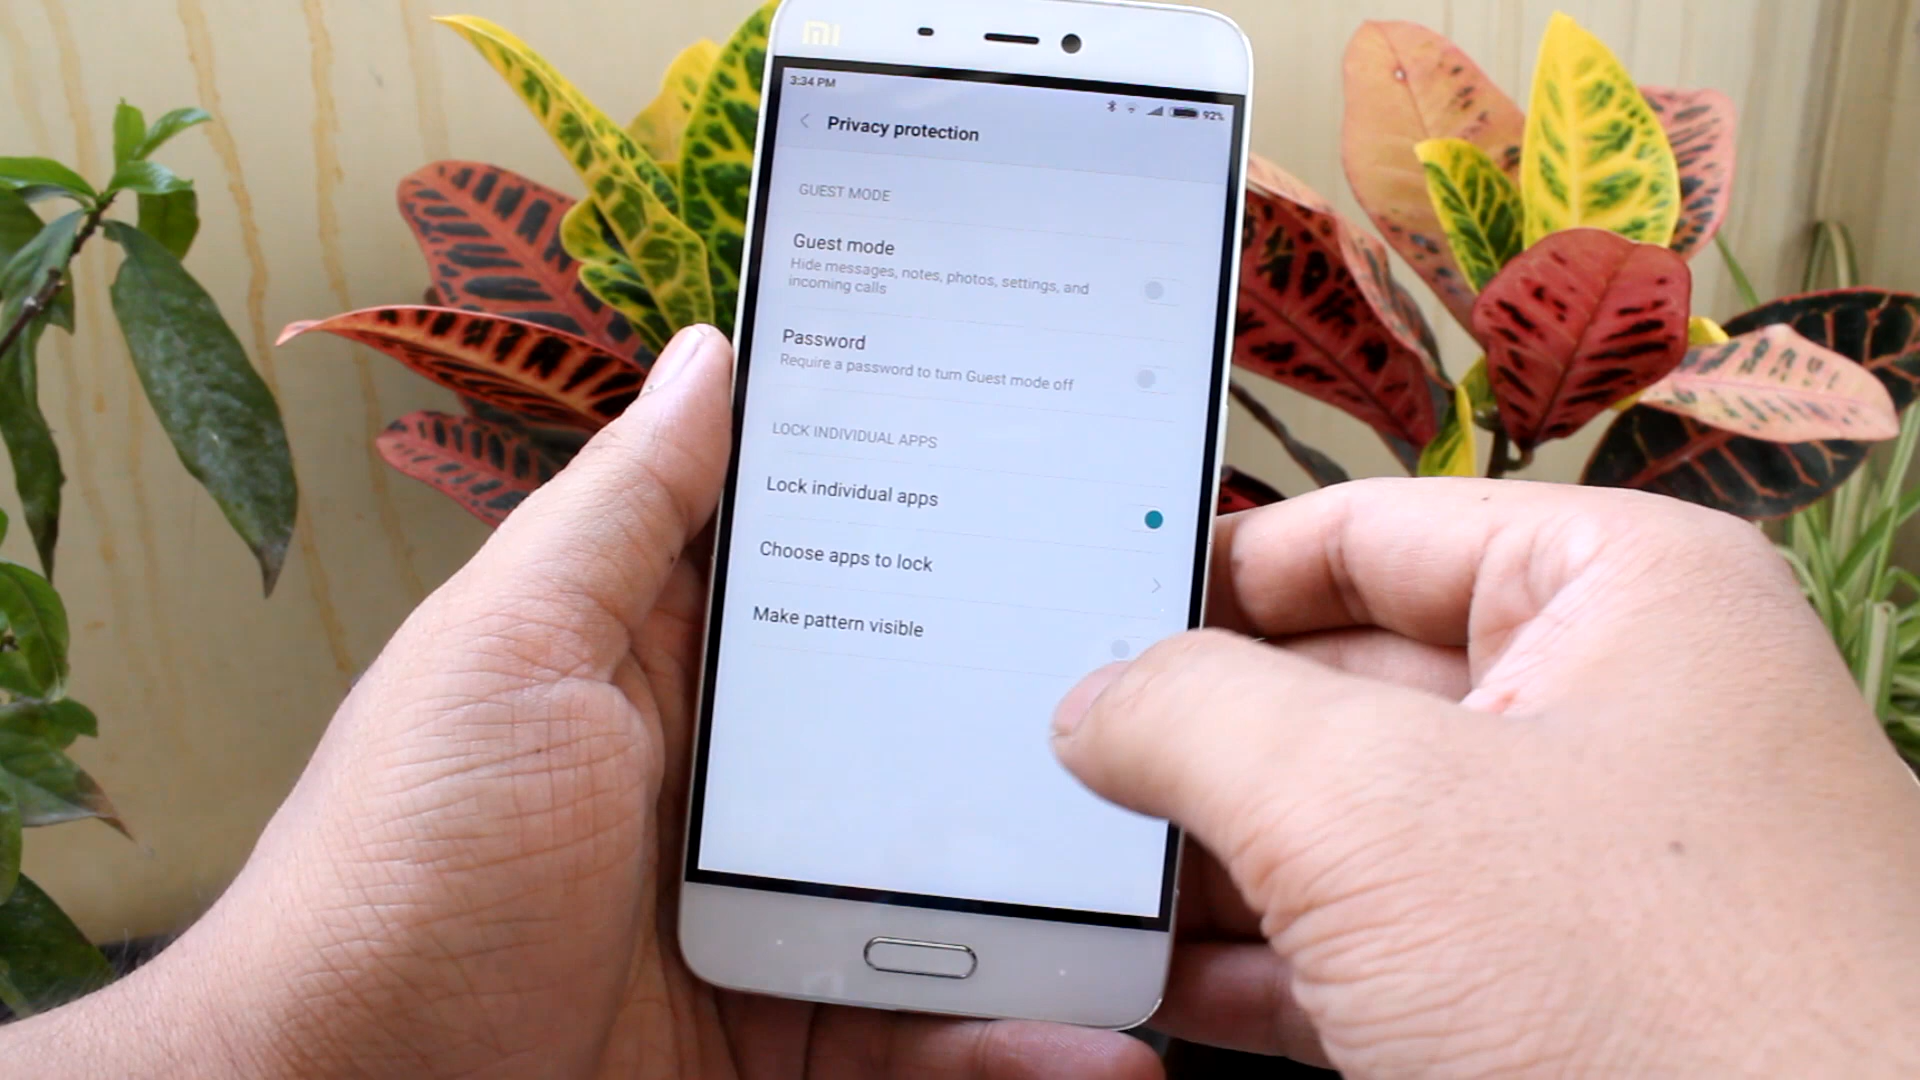 mi
3:34 PM
92%
Privacy protection
GUEST MODE
Guest mode
Hide messages, notes, photos, settings, and
incoming calls
Password
Require a password to turn Guest mode off
LOCK INDIVIDUAL APPS
Lock individual apps
Choose apps to lock
Make pattern visible